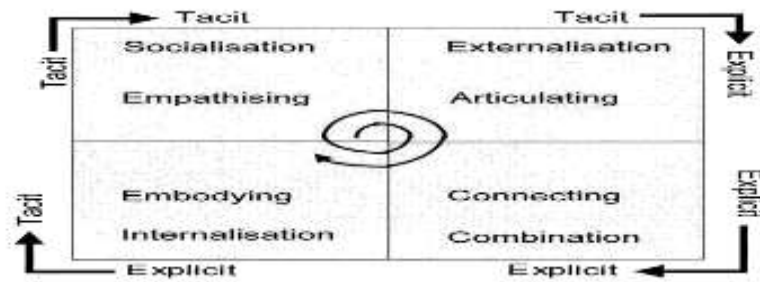 Tacit Tacit
Tacit Socialisation Externalisation Explicit
Empathising Articulating
Tacit Embodying Connecting Explicit
Internalisation Combination
Explicit Explicit